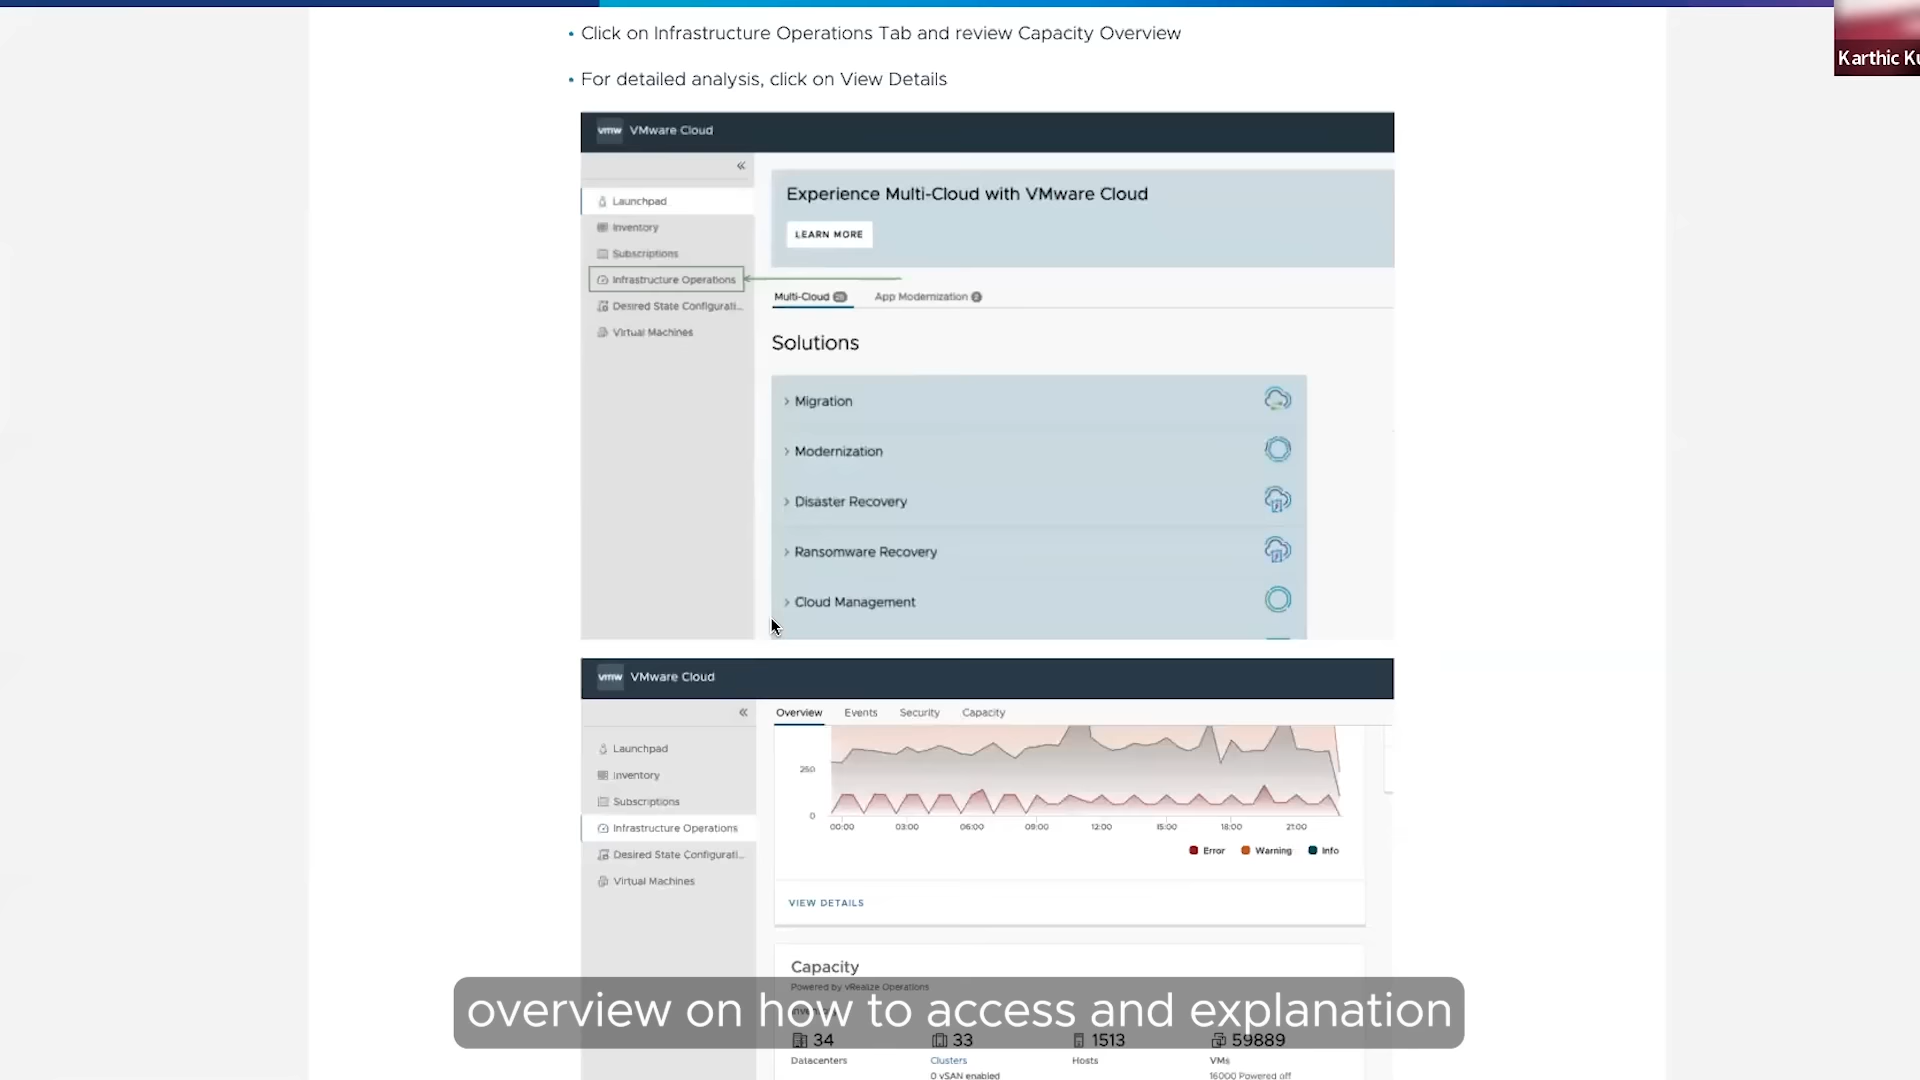 • Click on Infrastructure Operations Tab and review Capacity Overview
Karthic Ku
• For detailed analysis, click on View Details
vmw VMware Cloud
«
Launchpad
Inventory
Subscriptions
Infrastructure Operations
Desired State Configurati...
Virtual Machines
Experience Multi-Cloud with VMware Cloud
LEARN MORE
Multi-Cloud App Modernization
Solutions
> Migration
> Modernization
> Disaster Recovery
> Ransomware Recovery
> Cloud Management
vmw VMware Cloud
«
Launchpad
Inventory
Subscriptions
Infrastructure Operations
Desired State Configurati...
Virtual Machines
Overview Events Security Capacity
250
0
00:00 03:00 06:00 09:00 12:00 15:00 18:00 21:00
Error Warning Info
VIEW DETAILS
Capacity
Powered by vRealize Operations
overview on how to access and explanation
34 33 1513 59889
Datacenters Clusters Hosts VMs
0 vSAN enabled 16000 Powered off